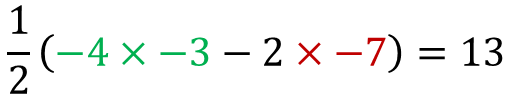 1/2 (−4 × −3 − 2 × −7) = 13